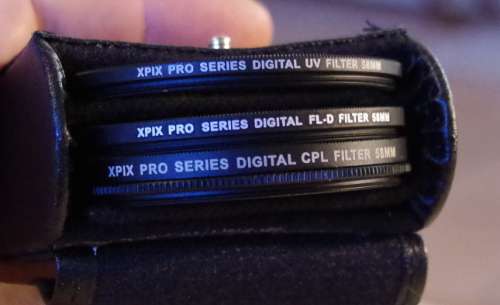 XPIX PRO SERIES DIGITAL UV FILTER 58MM
XPIX PRO SERIES DIGITAL FL-D FILTER 58MM
XPIX PRO SERIES DIGITAL CPL FILTER 58MM